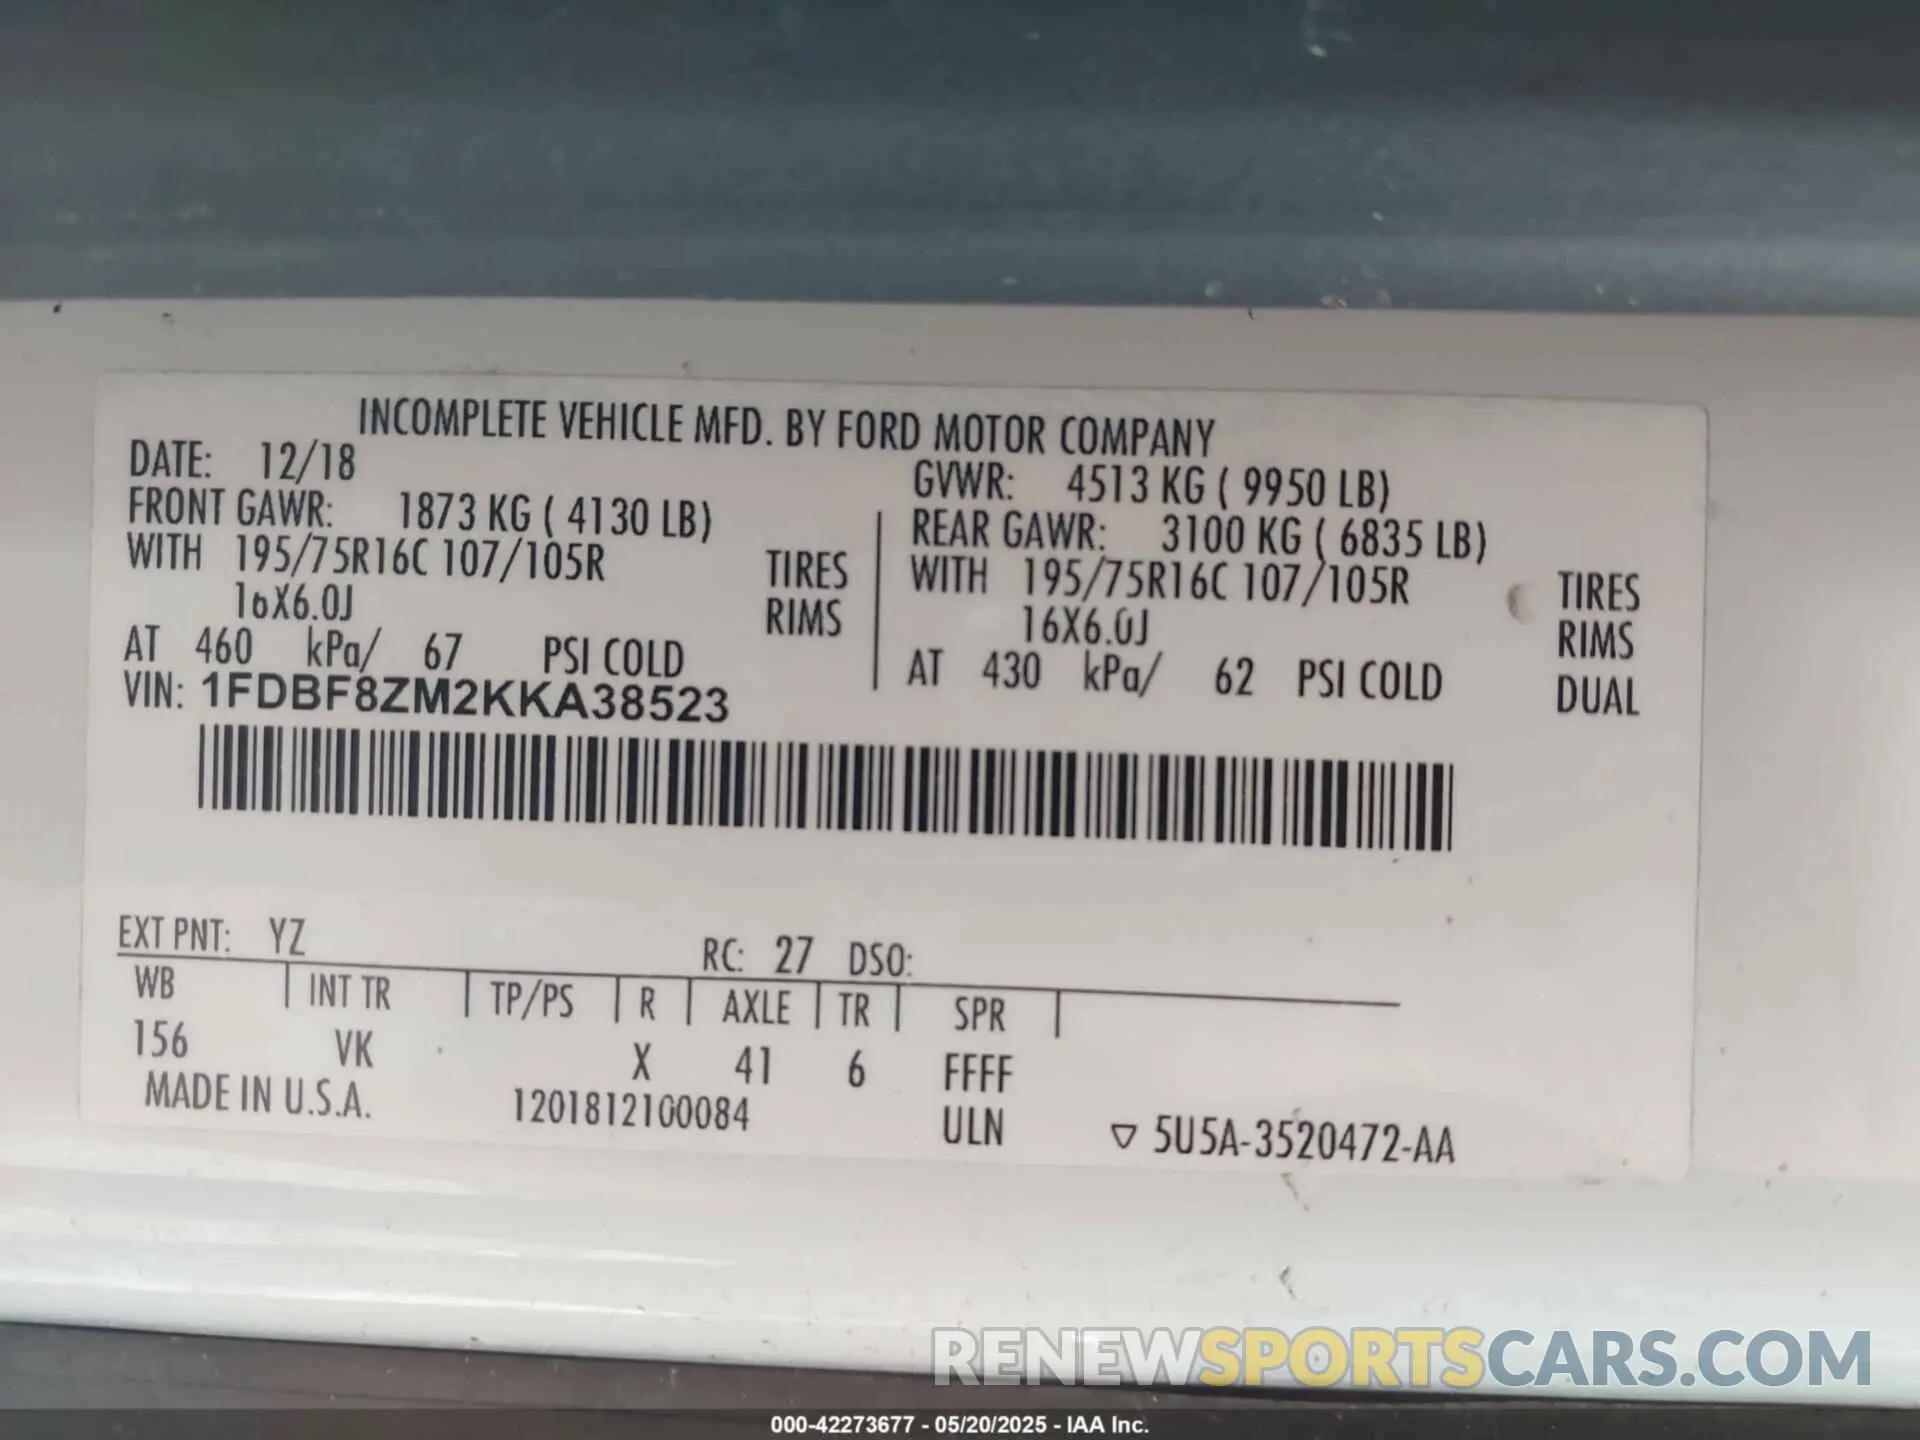 INCOMPLETE VEHICLE MFD. BY FORD MOTOR COMPANY
DATE: 12/18 GVWR: 4513 KG ( 9950 LB)
FRONT GAWR: 1873 KG ( 4130 LB) REAR GAWR: 3100 KG ( 6835 LB)
WITH 195/75R16C 107/105R TIRES WITH 195/75R16C 107/105R TIRES
16X6.0J RIMS 16X6.0J RIMS
AT 460 kPa/ 67 PSI COLD AT 430 kPa/ 62 PSI COLD DUAL
VIN: 1FDBF8ZM2KKA38523
EXT PNT: YZ RC: 27 DSO:
WB INT TR TP/PS R AXLE TR SPR
156 VK X 41 6 FFFF
MADE IN U.S.A. 1201812100084 ULN ▽ 5U5A-3520472-AA
RENEWSPORTSCARS.COM
000-42273677 - 05/20/2025 - IAA Inc.